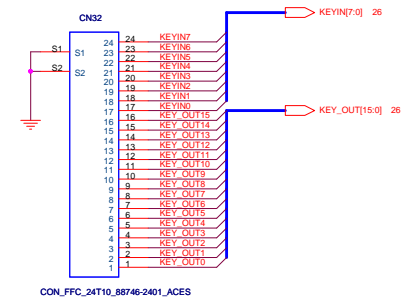 CN32
KEYIN[7:0] 26
24 24 KEYIN7
S1 S1 23 23 KEYIN6
22 22 KEYIN5
S2 S2 21 21 KEYIN4
20 20 KEYIN3
19 19 KEYIN2
18 18 KEYIN1
17 17 KEYIN0
16 16 KEY_OUT15
KEY_OUT[15:0] 26
15 15 KEY_OUT14
14 14 KEY_OUT13
13 13 KEY_OUT12
12 12 KEY_OUT11
11 11 KEY_OUT10
10 10 KEY_OUT9
9 9 KEY_OUT8
8 8 KEY_OUT7
7 7 KEY_OUT6
6 6 KEY_OUT5
5 5 KEY_OUT4
4 4 KEY_OUT3
3 3 KEY_OUT2
2 2 KEY_OUT1
1 1 KEY_OUT0
CON_FFC_24T10_88746-2401_ACES